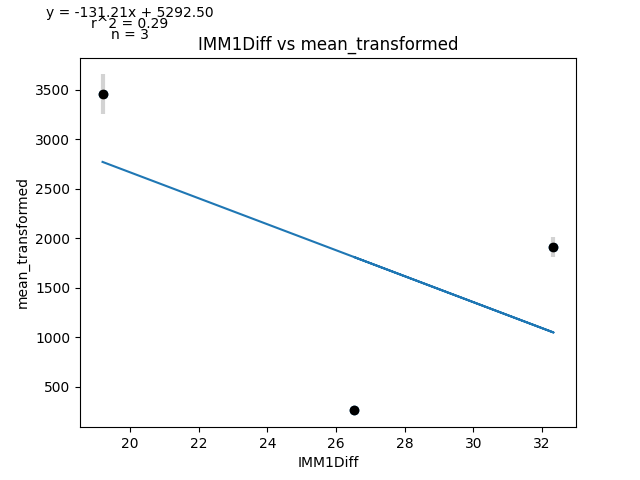 y = -131.21x + 5292.50
r^2 = 0.29
n = 3
IMM1Diff vs mean_transformed
3500
3000
2500
2000
1500
1000
500
mean_transformed
20 22 24 26 28 30 32
IMM1Diff